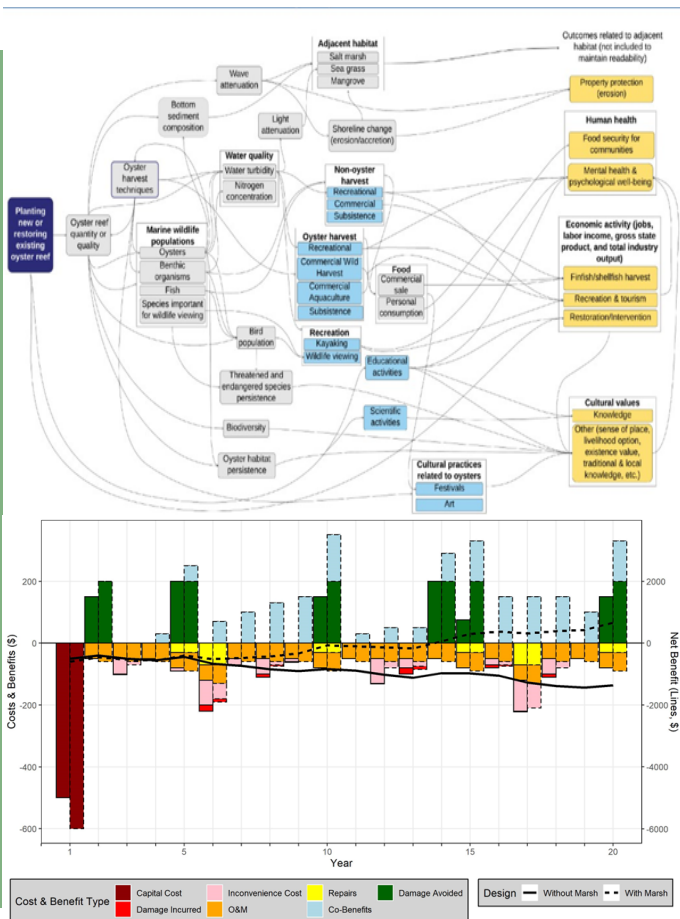 Adjacent habitat
Salt marsh
Sea grass
Mangrove
Outcomes related to adjacent
habitat (not included to
maintain readability)
Wave
attenuation
Property protection
(erosion)
Bottom
sediment
composition
Light
attenuation
Shoreline change
(erosion/accretion)
Human health
Food security for
communities
Mental health &
psychological well-being
Oyster
harvest
techniques
Water quality
Water turbidity
Nitrogen
concentration
Non-oyster
harvest
Recreational
Commercial
Subsistence
Planting
new or
restoring
existing
oyster reef
Oyster reef
quantity or
quality
Marine wildlife
populations
Oysters
Benthic
organisms
Fish
Species important
for wildlife viewing
Oyster harvest
Recreational
Commercial Wild
Harvest
Commercial
Aquaculture
Subsistence
Food
Commercial
sale
Personal
consumption
Economic activity (jobs,
labor income, gross state
product, and total industry
output)
Finfish/shellfish harvest
Recreation & tourism
Restoration/intervention
Bird
population
Recreation
Kayaking
Wildlife viewing
Educational
activities
Threatened and
endangered species
persistence
Scientific
activities
Biodiversity
Oyster habitat
persistence
Cultural values
Knowledge
Other (sense of place,
livelihood option,
existence value,
traditional & local
knowledge, etc.)
Cultural practices
related to oysters
Festivals
Art
Costs & Benefits ($)
200
0
-200
-400
-600
2000
0
-2000
-4000
-6000
Net Benefit (Lines, $)
1
5
10
15
20
Year
Cost & Benefit Type
Capital Cost
Inconvenience Cost
Repairs
Damage Avoided
Damage Incurred
O&M
Co-Benefits
Design
Without Marsh
With Marsh